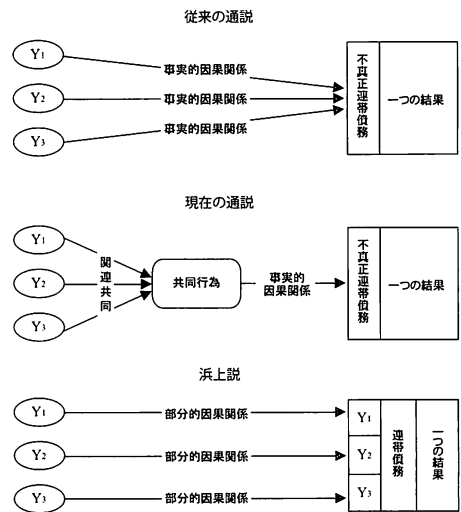 従来の通説
Y1
事実的因果関係
Y2
事実的因果関係
Y3
事実的因果関係
不真正連帯債務
一つの結果
現在の通説
Y1
Y2
Y3
関連共同
共同行為
事実的
因果関係
不真正連帯債務
一つの結果
浜上説
Y1
部分的因果関係
Y1
Y2
部分的因果関係
Y2
Y3
部分的因果関係
Y3
連帯債務
一つの結果